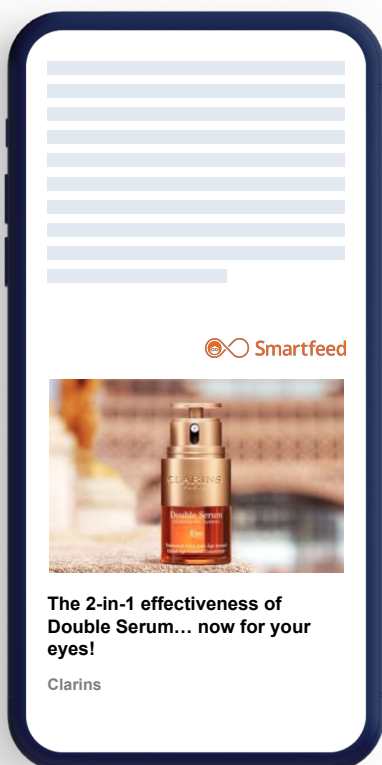 Smartfeed
CLARINS
Double Serum
Eye
The 2-in-1 effectiveness of
Double Serum… now for your
eyes!
Clarins